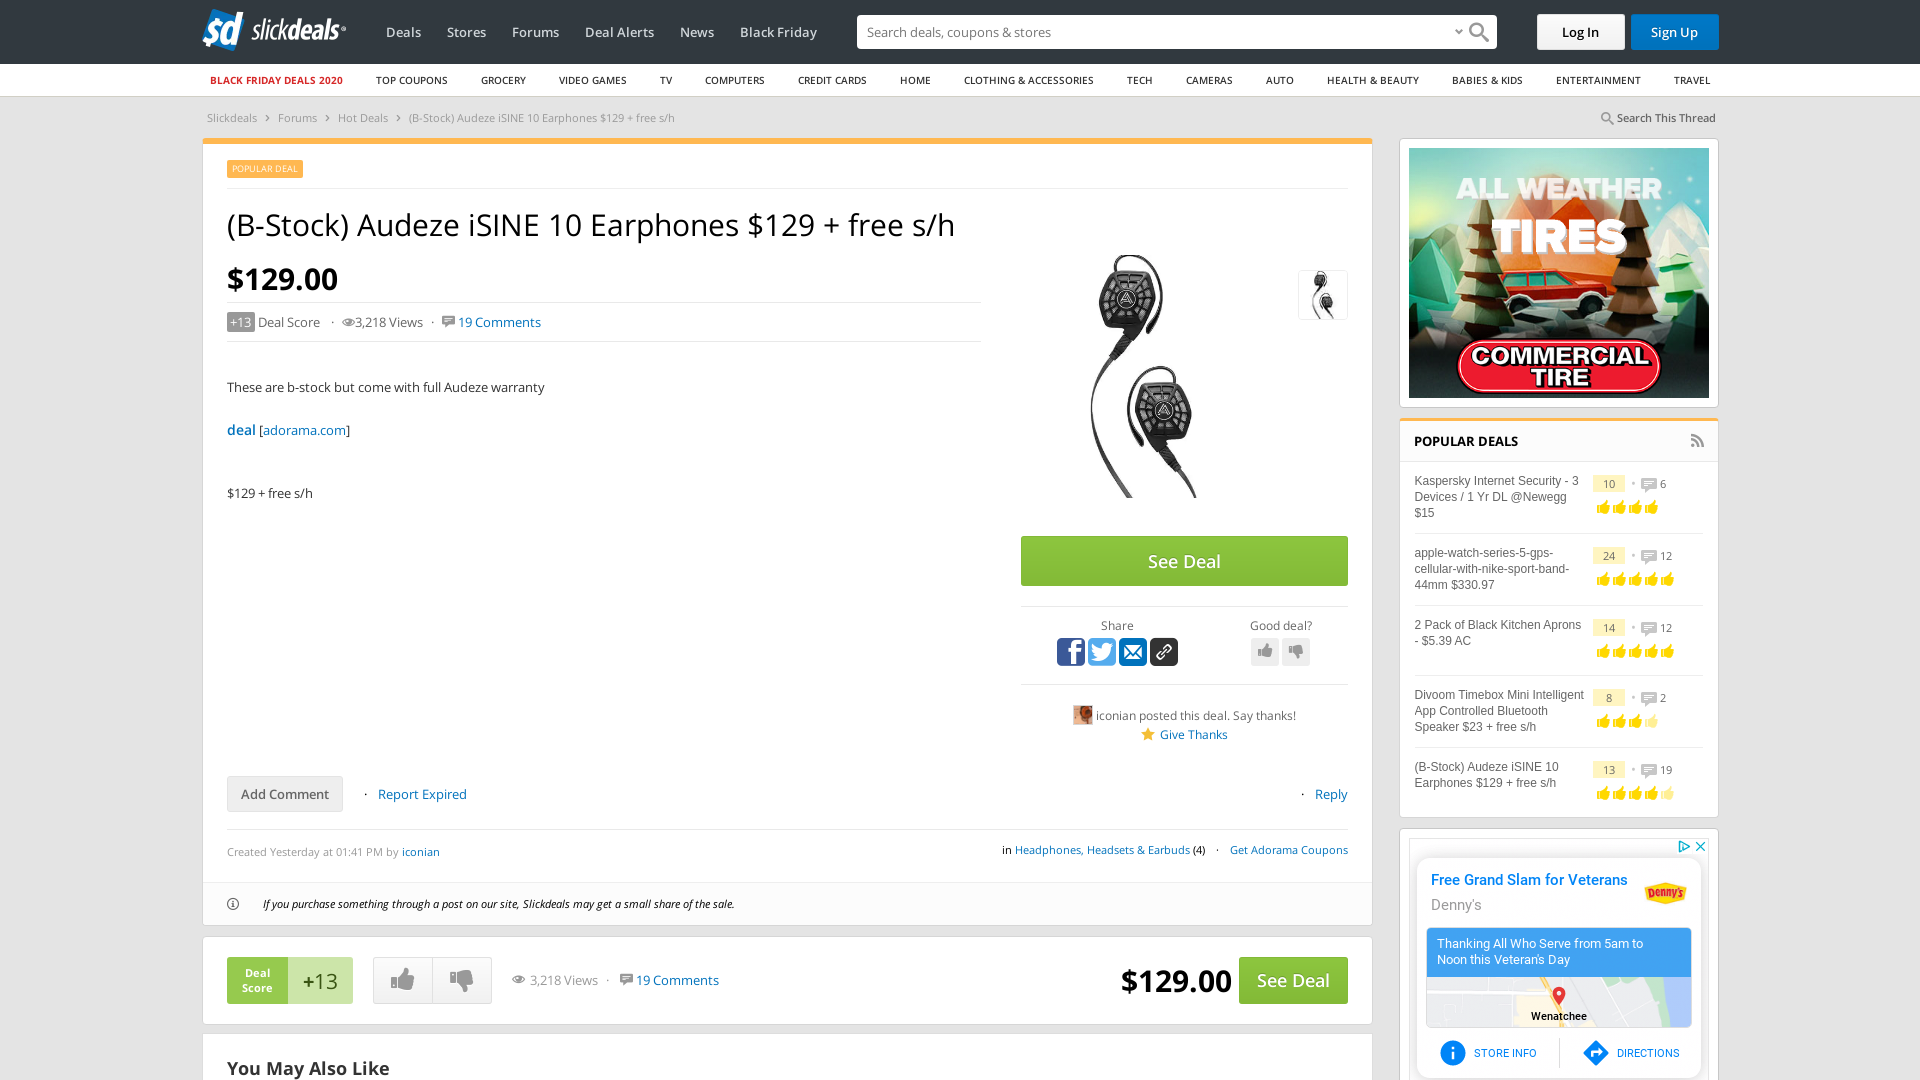 sd slickdeals
Deals
Stores
Forums
Deal Alerts
News
Black Friday
Search deals, coupons & stores
Log In
Sign Up
BLACK FRIDAY DEALS 2020
TOP COUPONS
GROCERY
VIDEO GAMES
TV
COMPUTERS
CREDIT CARDS
HOME
CLOTHING & ACCESSORIES
TECH
CAMERAS
AUTO
HEALTH & BEAUTY
BABIES & KIDS
ENTERTAINMENT
TRAVEL
Slickdeals › Forums › Hot Deals › (B-Stock) Audeze iSINE 10 Earphones $129 + free s/h
Search This Thread
POPULAR DEAL
(B-Stock) Audeze iSINE 10 Earphones $129 + free s/h
$129.00
+13 Deal Score · 3,218 Views · 19 Comments
These are b-stock but come with full Audeze warranty
deal [adorama.com]
$129 + free s/h
See Deal
Share
Good deal?
iconian posted this deal. Say thanks!
Give Thanks
Add Comment
· Report Expired
· Reply
Created Yesterday at 01:41 PM by iconian
in Headphones, Headsets & Earbuds (4) · Get Adorama Coupons
If you purchase something through a post on our site, Slickdeals may get a small share of the sale.
Deal
Score
+13
3,218 Views · 19 Comments
$129.00
See Deal
You May Also Like
ALL WEATHER
TIRES
COMMERCIAL
TIRE
POPULAR DEALS
Kaspersky Internet Security - 3
Devices / 1 Yr DL @Newegg
$15
10 • 6
apple-watch-series-5-gps-
cellular-with-nike-sport-band-
44mm $330.97
24 • 12
2 Pack of Black Kitchen Aprons
- $5.39 AC
14 • 12
Divoom Timebox Mini Intelligent
App Controlled Bluetooth
Speaker $23 + free s/h
8 • 2
(B-Stock) Audeze iSINE 10
Earphones $129 + free s/h
13 • 19
Free Grand Slam for Veterans
Denny's
Denny's
Thanking All Who Serve from 5am to
Noon this Veteran's Day
Wenatchee
STORE INFO
DIRECTIONS